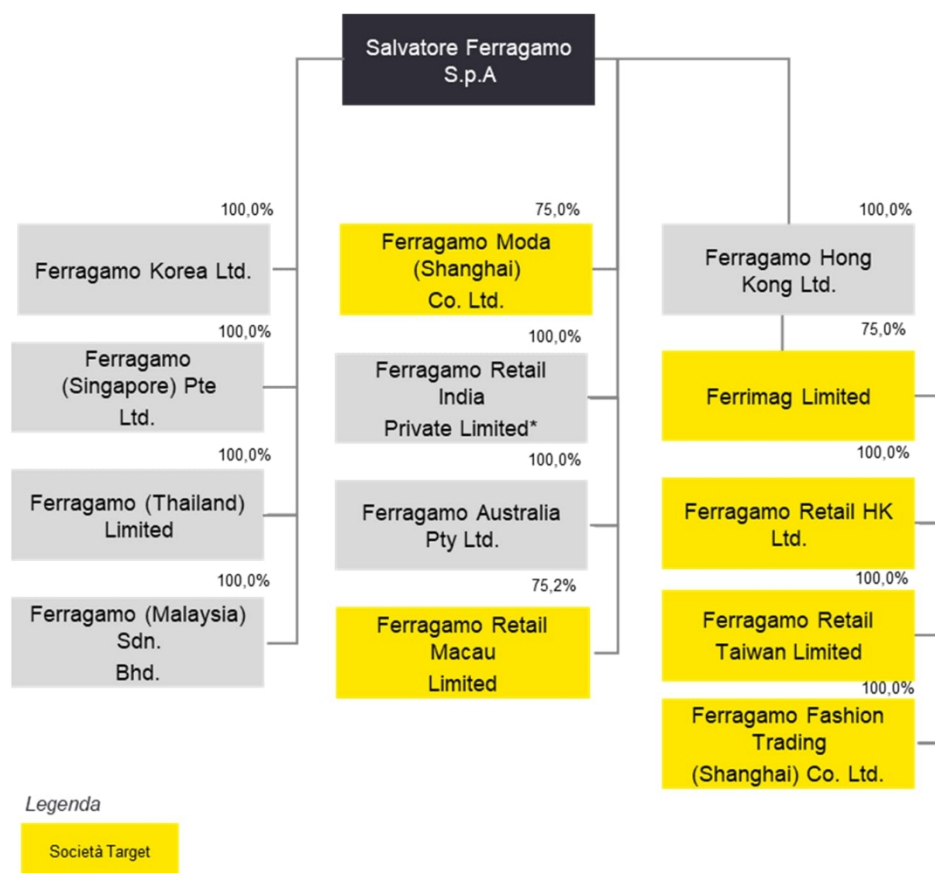 Salvatore Ferragamo
S.p.A
100,0%
Ferragamo Korea Ltd.
100,0%
Ferragamo
(Singapore) Pte
Ltd.
100,0%
Ferragamo (Thailand)
Limited
100,0%
Ferragamo (Malaysia)
Sdn.
Bhd.
75,0%
Ferragamo Moda
(Shanghai)
Co. Ltd.
100,0%
Ferragamo Retail
India
Private Limited*
100,0%
Ferragamo Australia
Pty Ltd.
75,2%
Ferragamo Retail
Macau
Limited
100,0%
Ferragamo Hong
Kong Ltd.
75,0%
Ferrimag Limited
100,0%
Ferragamo Retail HK
Ltd.
100,0%
Ferragamo Retail
Taiwan Limited
100,0%
Ferragamo Fashion
Trading
(Shanghai) Co. Ltd.
Legenda
Società Target